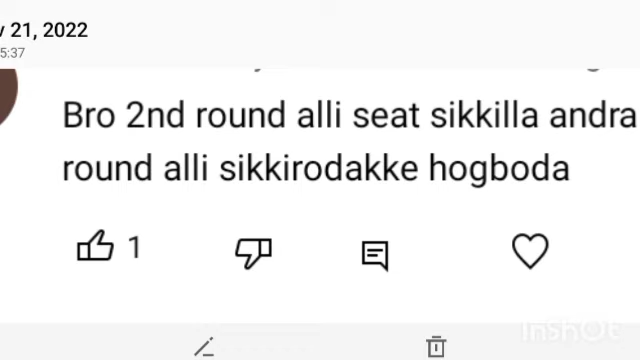 v 21, 2022
5:37
Bro 2nd round alli seat sikkilla andra
round alli sikkirodakke hogboda
1
InShOt